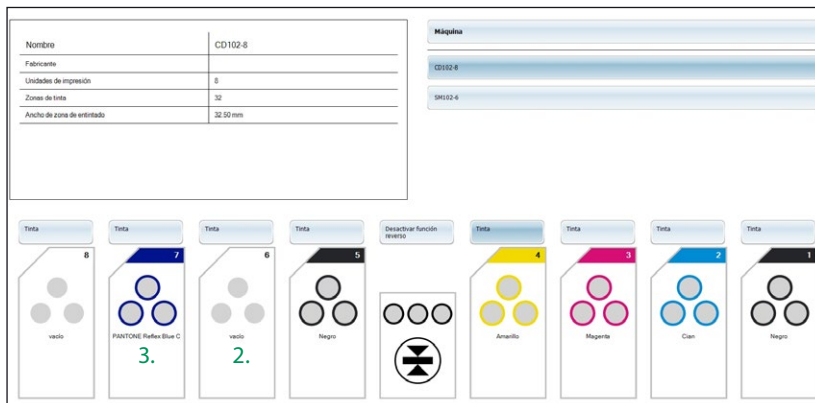 Nombre CD102-8
Fabricante
Unidades de impresión 8
Zonas de tinta 32
Ancho de zona de entintado 32.50 mm
Máquina
CD102-8
SM102-6
Tinta Tinta Tinta Tinta Desactivar función reverso Tinta Tinta Tinta Tinta
8 7 6 5 4 3 2 1
vacío PANTONE Reflex Blue C vacío Negro Amarillo Magenta Cian Negro
3. 2.